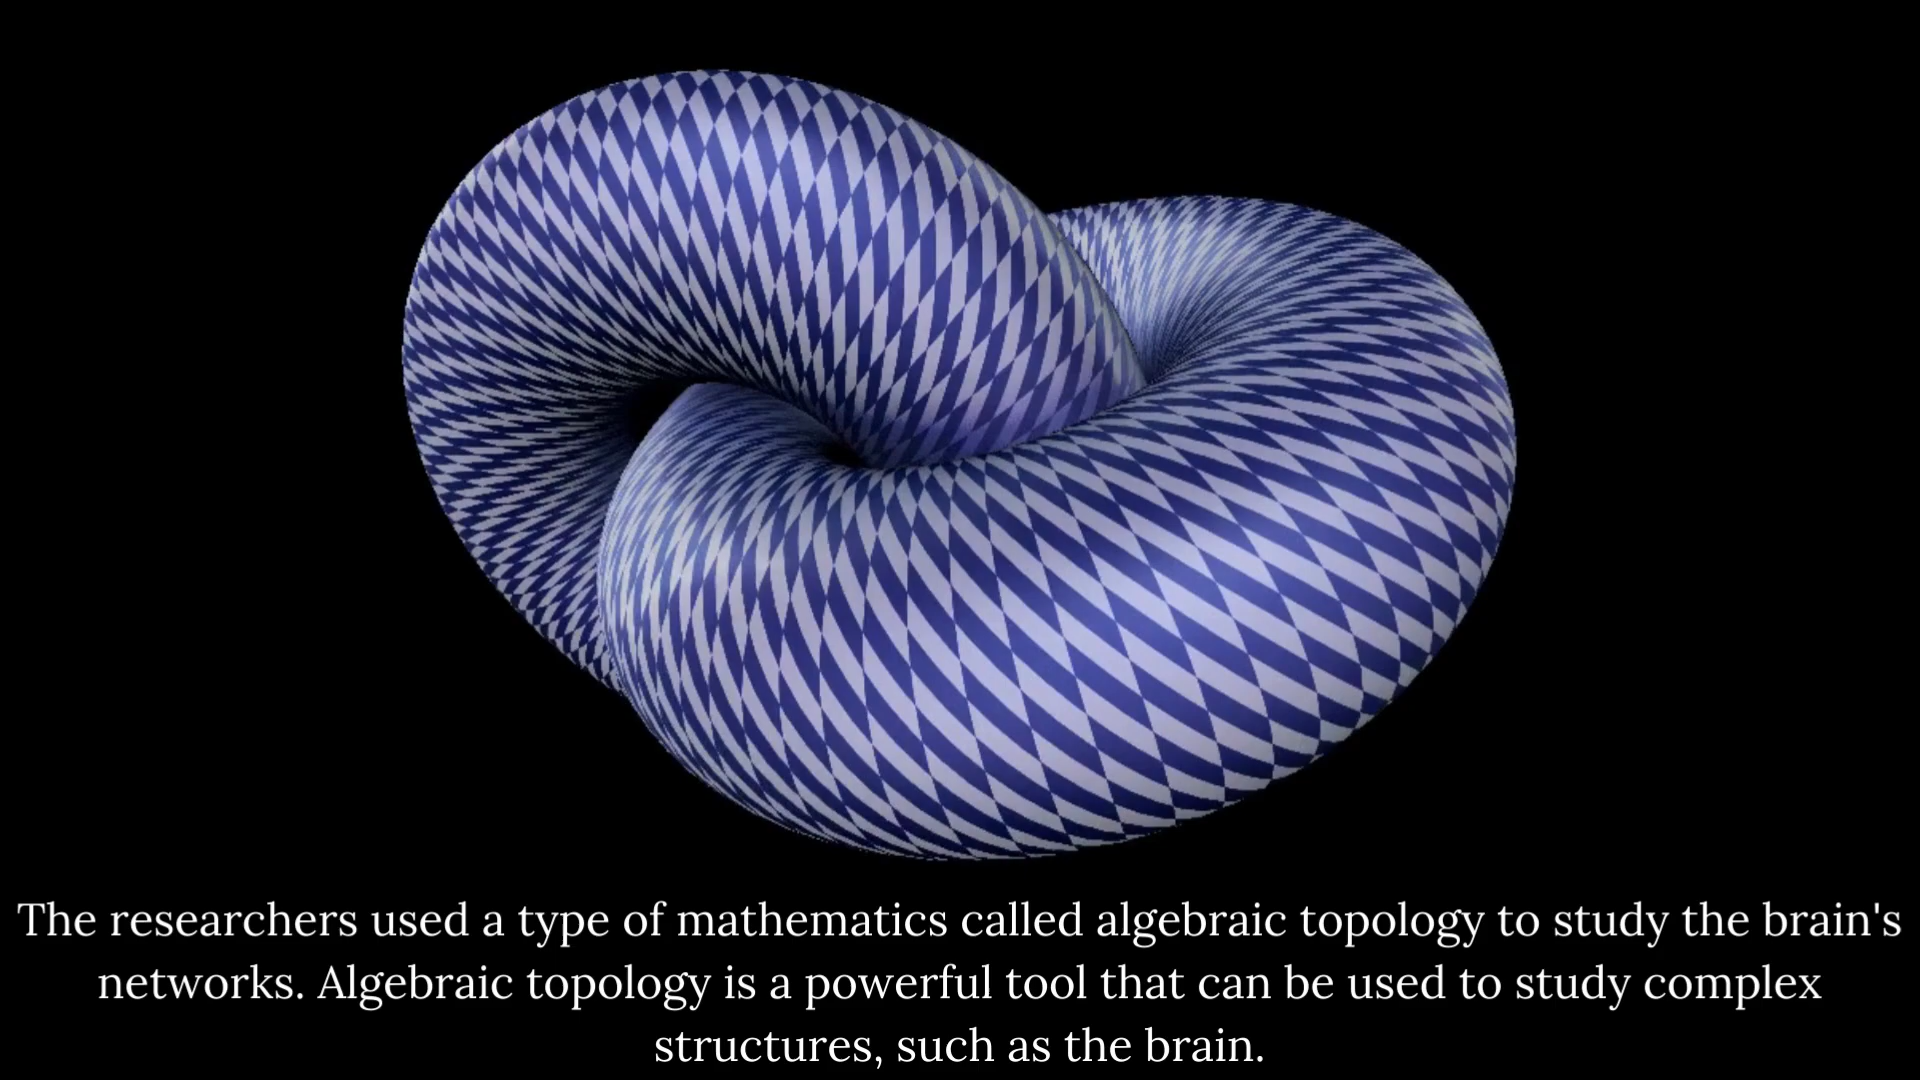 The researchers used a type of mathematics called algebraic topology to study the brain's
networks. Algebraic topology is a powerful tool that can be used to study complex
structures, such as the brain.